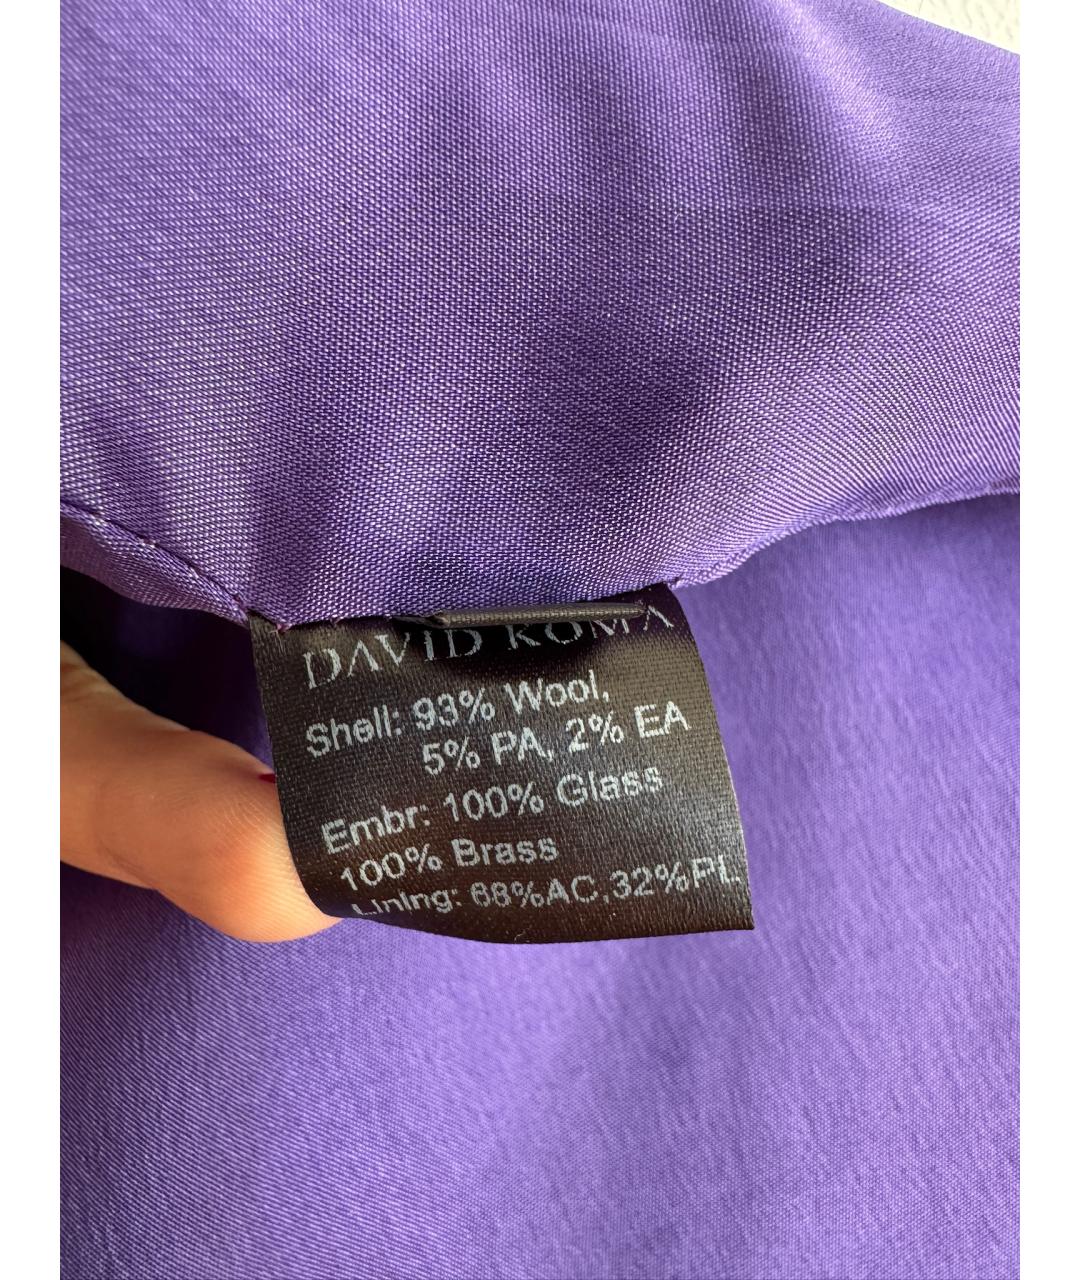 DAVID KOMA
Shell: 93% Wool,
5% PA, 2% EA
Embr: 100% Glass
100% Brass
Lining: 68%AC,32%PL